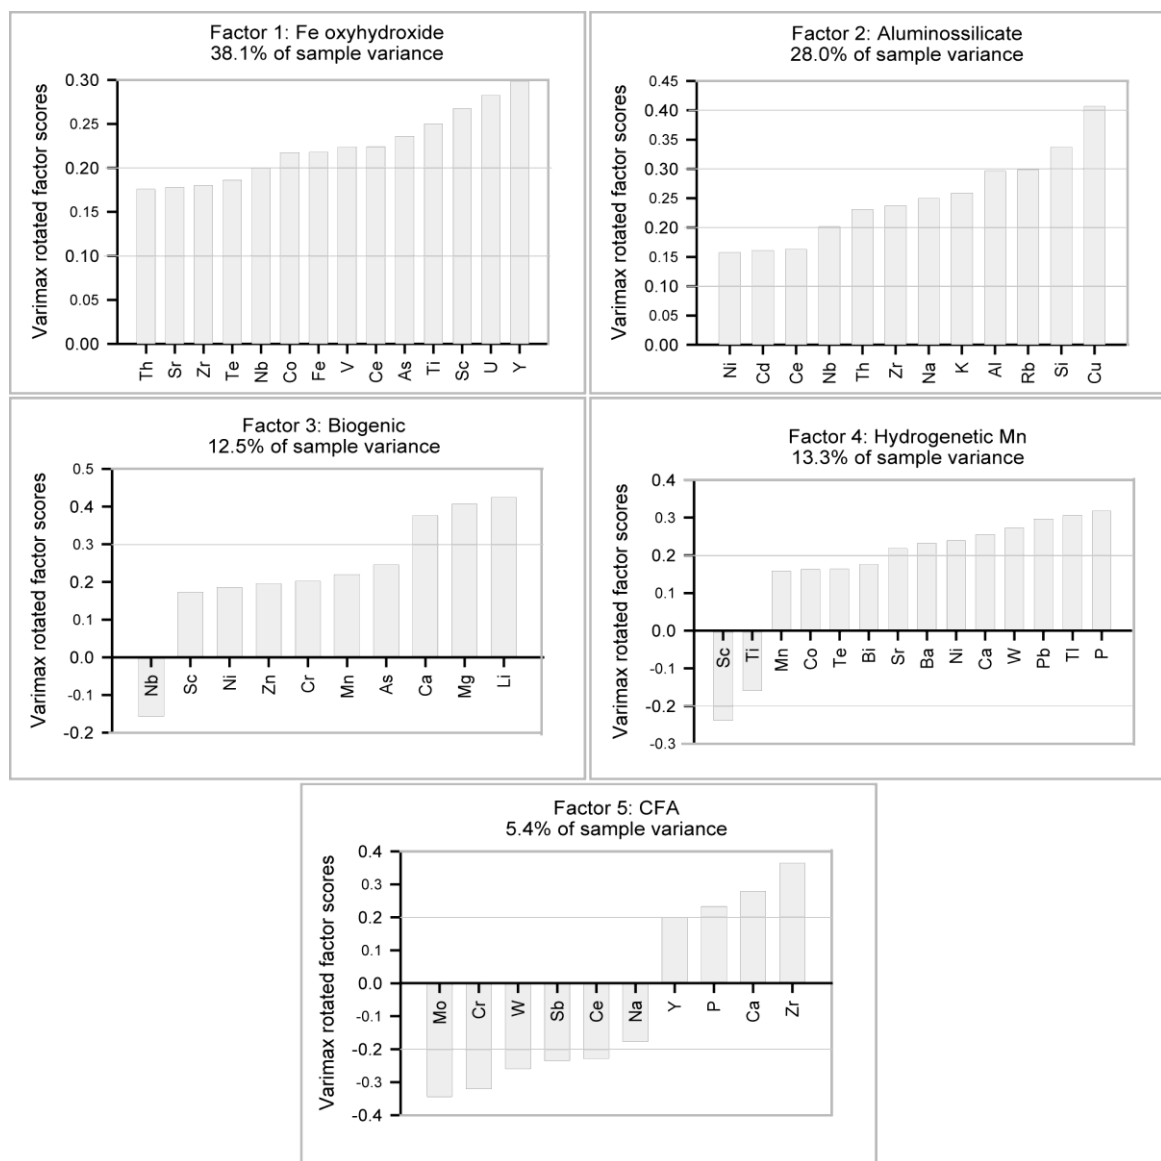 Factor 1: Fe oxyhydroxide
38.1% of sample variance
Varimax rotated factor scores
0.30
0.25
0.20
0.15
0.10
0.05
0.00
Th Sr Zr Te Nb Co Fe V Ce As Ti Sc U Y
Factor 2: Aluminossilicate
28.0% of sample variance
Varimax rotated factor scores
0.45
0.40
0.35
0.30
0.25
0.20
0.15
0.10
0.05
0.00
Ni Cd Ce Nb Th Zr Na K Al Rb Si Cu
Factor 3: Biogenic
12.5% of sample variance
Varimax rotated factor scores
0.5
0.4
0.3
0.2
0.1
0.0
-0.1
-0.2
Nb Sc Ni Zn Cr Mn As Ca Mg Li
Factor 4: Hydrogenetic Mn
13.3% of sample variance
Varimax rotated factor scores
0.4
0.3
0.2
0.1
0.0
-0.1
-0.2
-0.3
Sc Ti Mn Co Te Bi Sr Ba Ni Ca W Pb Tl P
Factor 5: CFA
5.4% of sample variance
Varimax rotated factor scores
0.4
0.3
0.2
0.1
0.0
-0.1
-0.2
-0.3
-0.4
Mo Cr W Sb Ce Na Y P Ca Zr